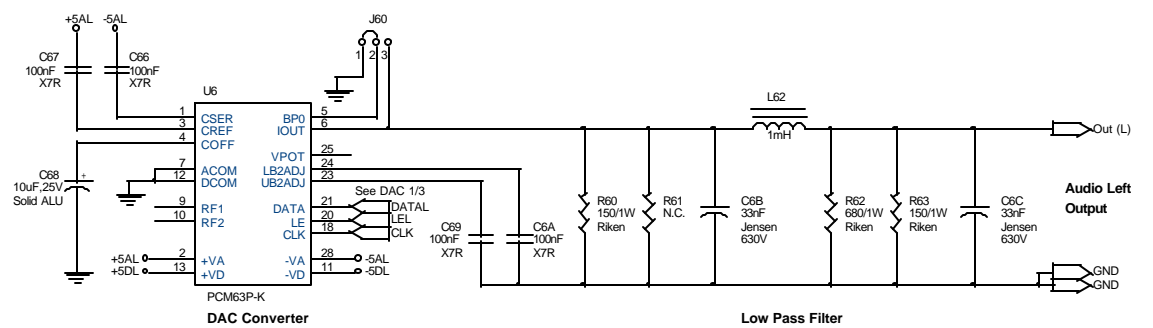 +5AL
-5AL
J60
C67
100nF
X7R
C66
100nF
X7R
1
2
3
U6
1
CSER
3
CREF
4
COFF
7
ACOM
12
DCOM
9
RF1
10
RF2
2
+VA
13
+VD
5
BP0
6
IOUT
25
VPOT
24
LB2ADJ
23
UB2ADJ
21
DATA
20
LE
18
CLK
28
-VA
11
-VD
C68
10uF,25V
Solid ALU
+
+5AL
+5DL
-5AL
-5DL
PCM63P-K
See DAC 1/3
DATAL
LEL
CLK
C69
100nF
X7R
C6A
100nF
X7R
R60
150/1W
Riken
R61
N.C.
C6B
33nF
Jensen
630V
L62
1mH
R62
680/1W
Riken
R63
150/1W
Riken
C6C
33nF
Jensen
630V
Out (L)
Audio Left
Output
GND
GND
DAC Converter
Low Pass Filter